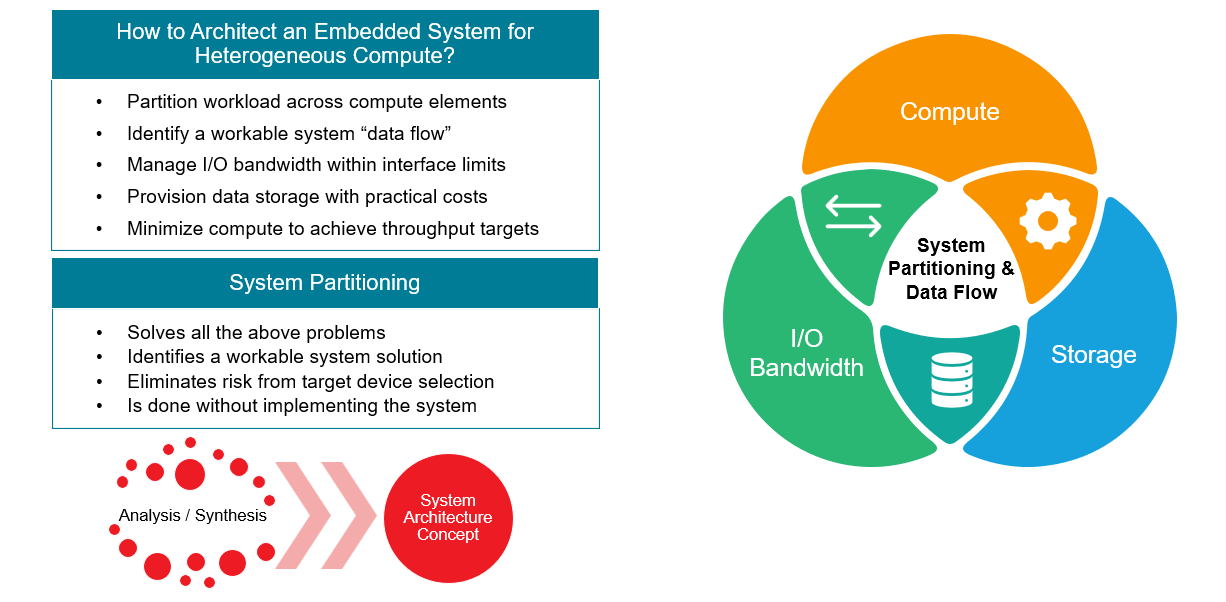 How to Architect an Embedded System for
Heterogeneous Compute?
• Partition workload across compute elements
• Identify a workable system “data flow”
• Manage I/O bandwidth within interface limits
• Provision data storage with practical costs
• Minimize compute to achieve throughput targets
System Partitioning
• Solves all the above problems
• Identifies a workable system solution
• Eliminates risk from target device selection
• Is done without implementing the system
Analysis / Synthesis
System
Architecture
Concept
Compute
System
Partitioning &
Data Flow
I/O
Bandwidth
Storage